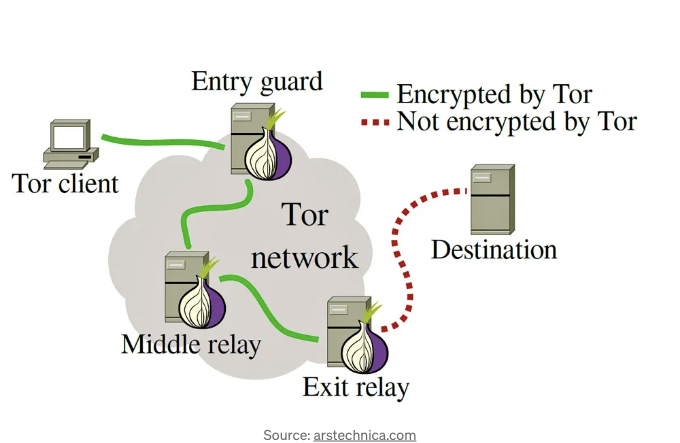 Entry guard
Encrypted by Tor
Not encrypted by Tor
Tor client
Tor
network
Destination
Middle relay
Exit relay
Source: arstechnica.com